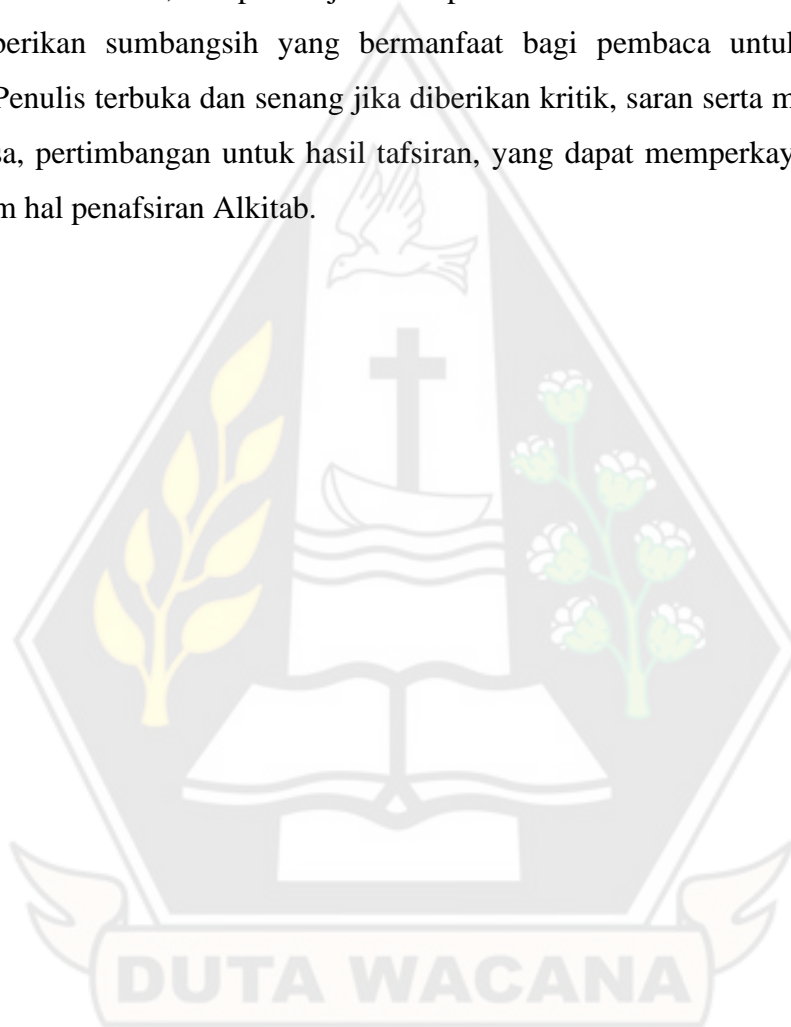 berikan sumbangsih yang bermanfaat bagi pembaca untuk
Penulis terbuka dan senang jika diberikan kritik, saran serta m
sa, pertimbangan untuk hasil tafsiran, yang dapat memperkay
m hal penafsiran Alkitab.
DUTA WACANA